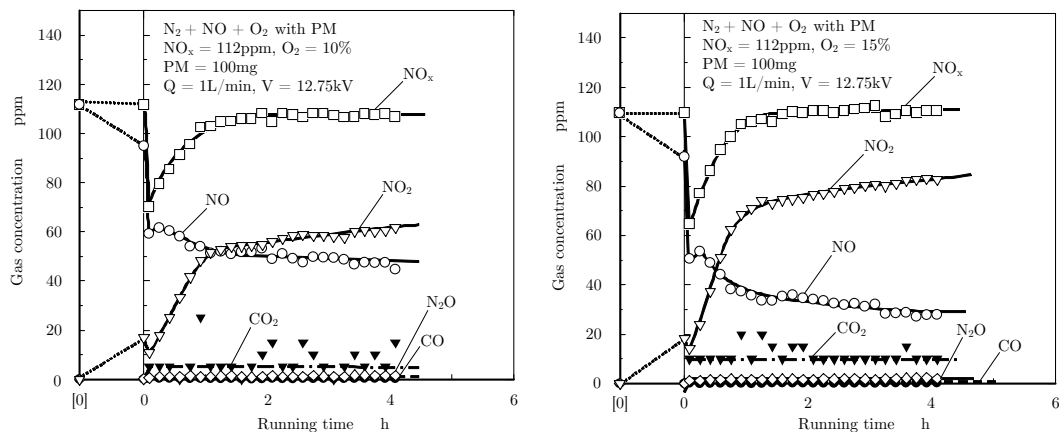 N₂ + NO + O₂ with PM
NOₓ = 112ppm, O₂ = 10%
PM = 100mg
Q = 1L/min, V = 12.75kV
NOₓ
NO
NO₂
CO₂
N₂O
CO
140
120
100
80
60
40
20
0
Gas concentration ppm
[0] 0 2 4 6
Running time h
N₂ + NO + O₂ with PM
NOₓ = 112ppm, O₂ = 15%
PM = 100mg
Q = 1L/min, V = 12.75kV
NOₓ
NO₂
NO
CO₂
N₂O
CO
140
120
100
80
60
40
20
0
Gas concentration ppm
[0] 0 2 4 6
Running time h